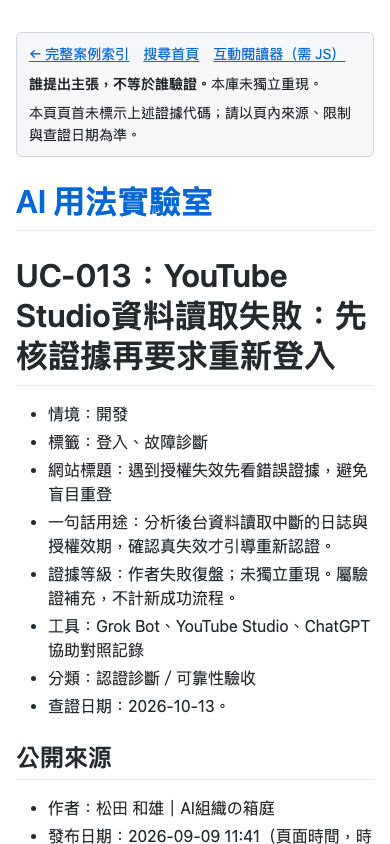 ← 完整案例索引 搜尋首頁 互動閱讀器（需 JS）
誰提出主張，不等於誰驗證。本庫未獨立重現。
本頁頁首未標示上述證據代碼；請以頁內來源、限制
與查證日期為準。
AI 用法實驗室
UC-013：YouTube
Studio資料讀取失敗：先
核證據再要求重新登入
• 情境：開發
• 標籤：登入、故障診斷
• 網站標題：遇到授權失效先看錯誤證據，避免
盲目重登
• 一句話用途：分析後台資料讀取中斷的日誌與
授權效期，確認真失效才引導重新認證。
• 證據等級：作者失敗復盤；未獨立重現。屬驗
證補充，不計新成功流程。
• 工具：Grok Bot、YouTube Studio、ChatGPT
協助對照記錄
• 分類：認證診斷 / 可靠性驗收
• 查證日期：2026-10-13。
公開來源
• 作者：松田 和雄｜AI組織の箱庭
• 發布日期：2026-09-09 11:41（頁面時間，時